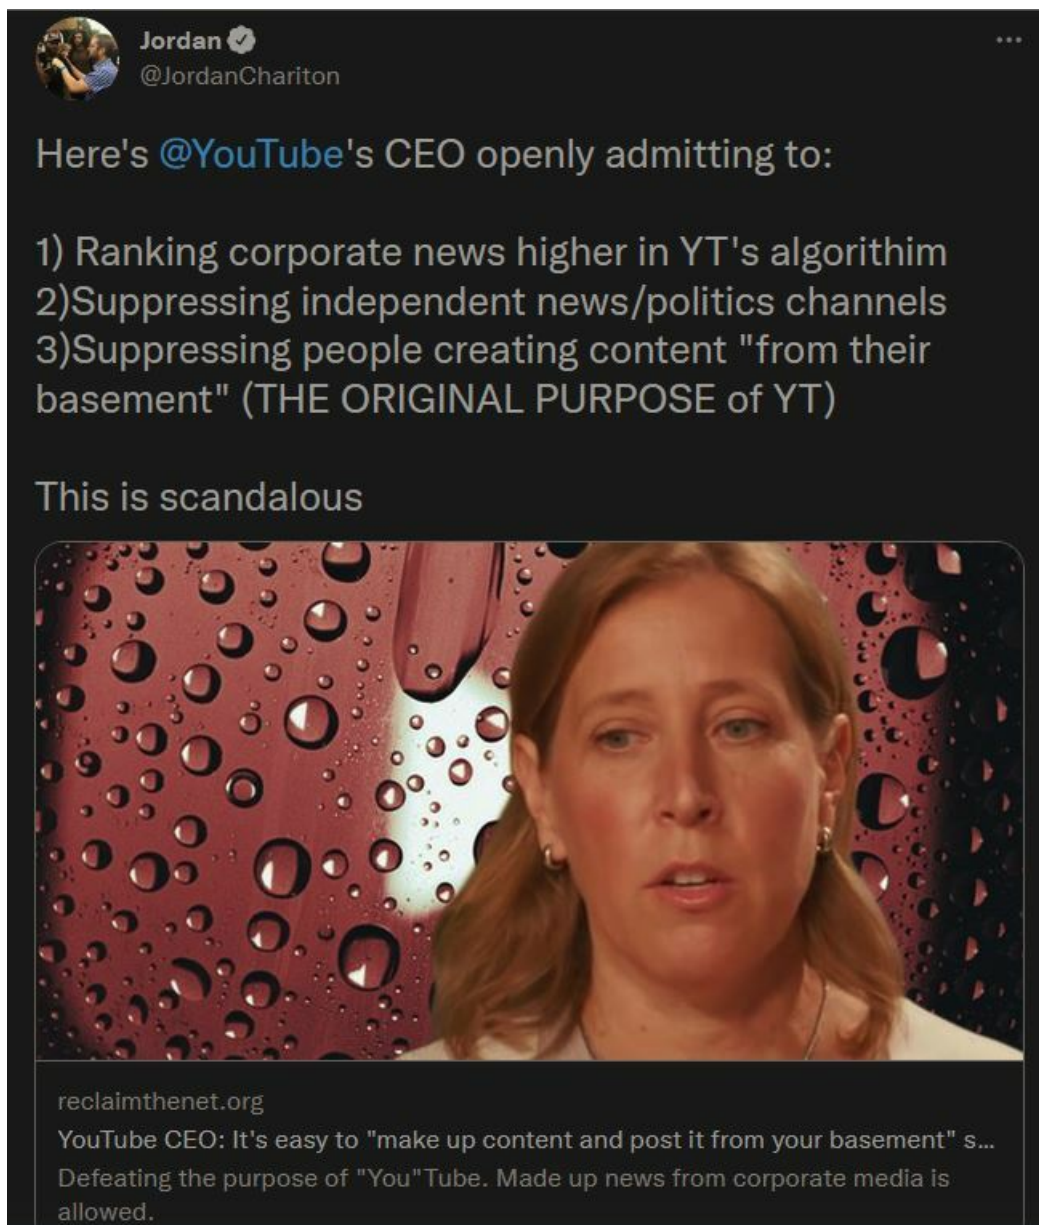 Jordan
@JordanChariton
Here's @YouTube's CEO openly admitting to:
1) Ranking corporate news higher in YT's algorithim
2)Suppressing independent news/politics channels
3)Suppressing people creating content "from their
basement" (THE ORIGINAL PURPOSE of YT)
This is scandalous
reclaimthenet.org
YouTube CEO: It's easy to "make up content and post it from your basement" s...
Defeating the purpose of "You"Tube. Made up news from corporate media is
allowed.